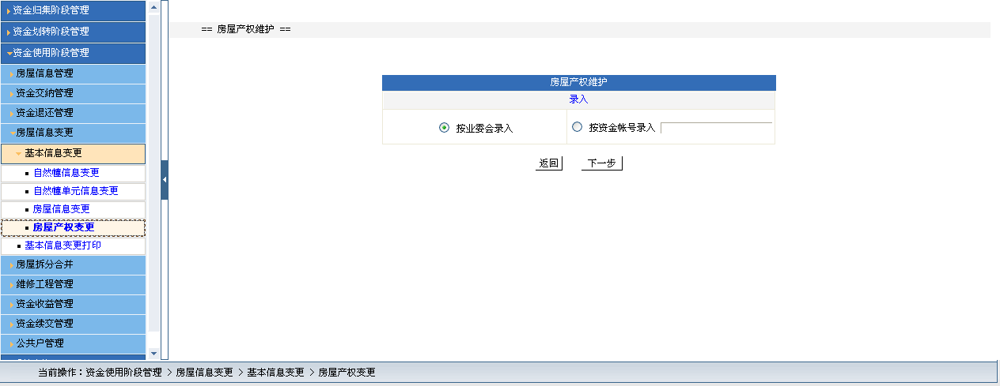 资金归集阶段管理
资金划转阶段管理
资金使用阶段管理
房屋信息管理
资金交纳管理
资金退还管理
房屋信息变更
基本信息变更
自然幢信息变更
自然幢单元信息变更
房屋信息变更
房屋产权变更
基本信息变更打印
房屋拆分合并
维修工程管理
资金收益管理
资金续交管理
公共户管理
== 房屋产权维护 ==
房屋产权维护
录入
按业委会录入 按资金帐号录入
返回 下一步
当前操作：资金使用阶段管理 > 房屋信息变更 > 基本信息变更 > 房屋产权变更